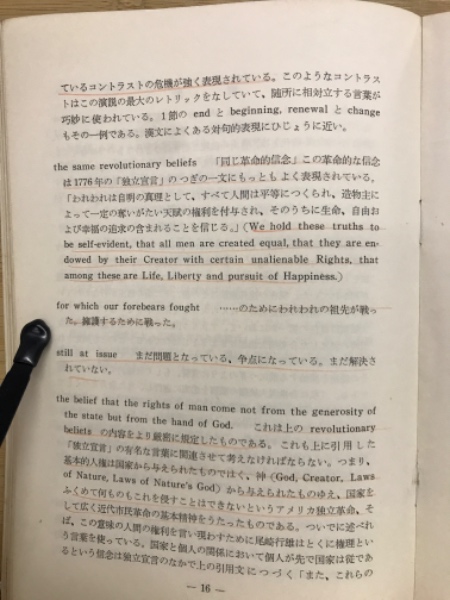 ているコントラストの危機が強く表現されている。このようなコントラス
トはこの演説の最大のレトリックをなしていて、随所に相対立する言葉が
巧妙に使われている。1節の end と beginning, renewal と change
もその一例である。漢文によくある対句的表現にひじょうに近い。
the same revolutionary beliefs 「同じ革命的信念」この革命的な信念
は1776年の「独立宣言」のつぎの一文にもっともよく表現されている。
「われわれは自明の真理として、すべて人間は平等につくられ、造物主に
よって一定の奪いがたい天賦の権利を付与され、そのうちに生命、自由お
よび幸福の追求の含まれることを信じる。」(We hold these truths to
be self-evident, that all men are created equal, that they are en-
dowed by their Creator with certain unalienable Rights, that
among these are Life, Liberty and pursuit of Happiness.)
for which our forebears fought ……のためにわれわれの祖先が戦っ
た。擁護するために戦った。
still at issue まだ問題となっている、争点になっている。まだ解決さ
れていない。
the belief that the rights of man come not from the generosity of
the state but from the hand of God. これは上の revolutionary
beliefs の内容をより厳密に規定したものである。これも上に引用した
「独立宣言」の有名な言葉に関連させて考えなければならない。つまり、
基本的人権は国家から与えられたものではく、神 (God, Creator, Laws
of Nature, Laws of Nature's God) から与えられたものゆえ、国家を
ふくめて何ものもこれを侵すことはできないというアメリカ独立革命、そ
して広く近代市民革命の基本精神をうたったものである。ついでに述べれ
ば、この意味の人間の権利を言い現わすために尾崎行雄はとくに権理とい
う言葉を使っている。国家と個人の関係において個人が先で国家は従であ
るという信念は独立宣言のなかで上の引用文につづく「また、これらの
— 16 —